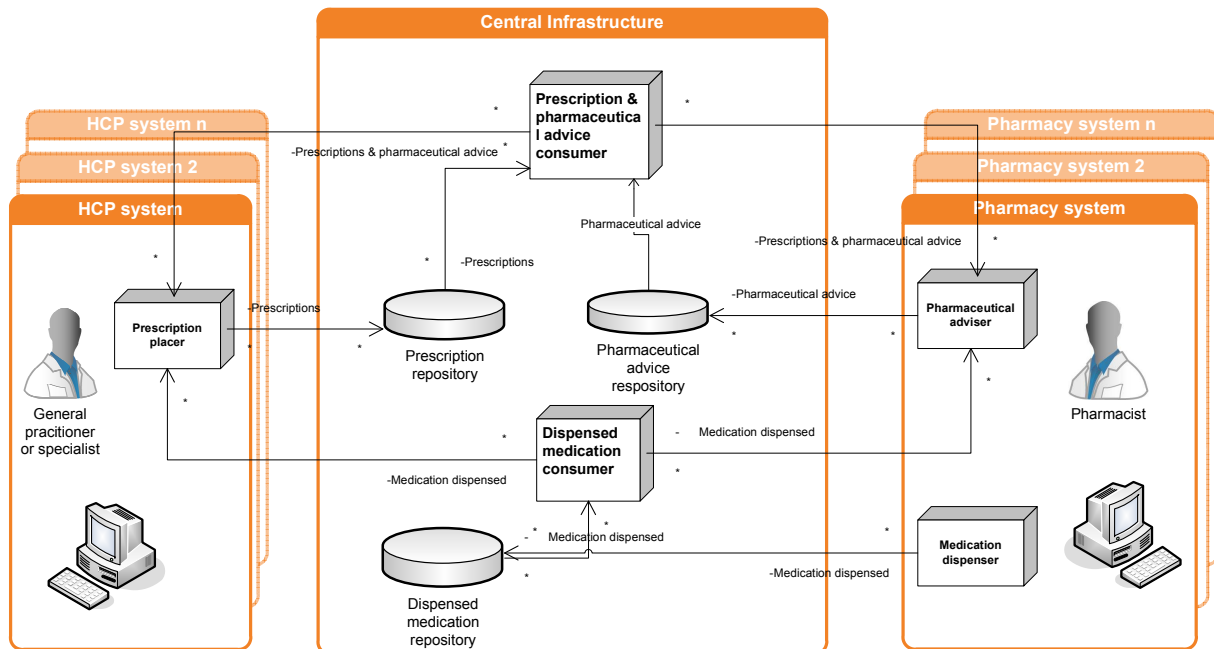 Central Infrastructure
HCP system n
HCP system 2
HCP system
Pharmacy system n
Pharmacy system 2
Pharmacy system
Prescription &
pharmaceutica
l advice
consumer
*
*
*
-Prescriptions & pharmaceutical advice
Pharmaceutical advice
-Prescriptions & pharmaceutical advice
*
*
*
-Prescriptions
-Prescriptions
-Pharmaceutical advice
Prescription
placer
*
*
*
*
Pharmaceutical
adviser
Prescription
repository
Pharmaceutical
advice
respository
General
pracitioner
or specialist
Pharmacist
*
*
Dispensed
medication
consumer
*
- Medication dispensed
*
-Medication dispensed
*
- Medication dispensed
*
*
*
-Medication dispensed
Medication
dispenser
Dispensed
medication
repository